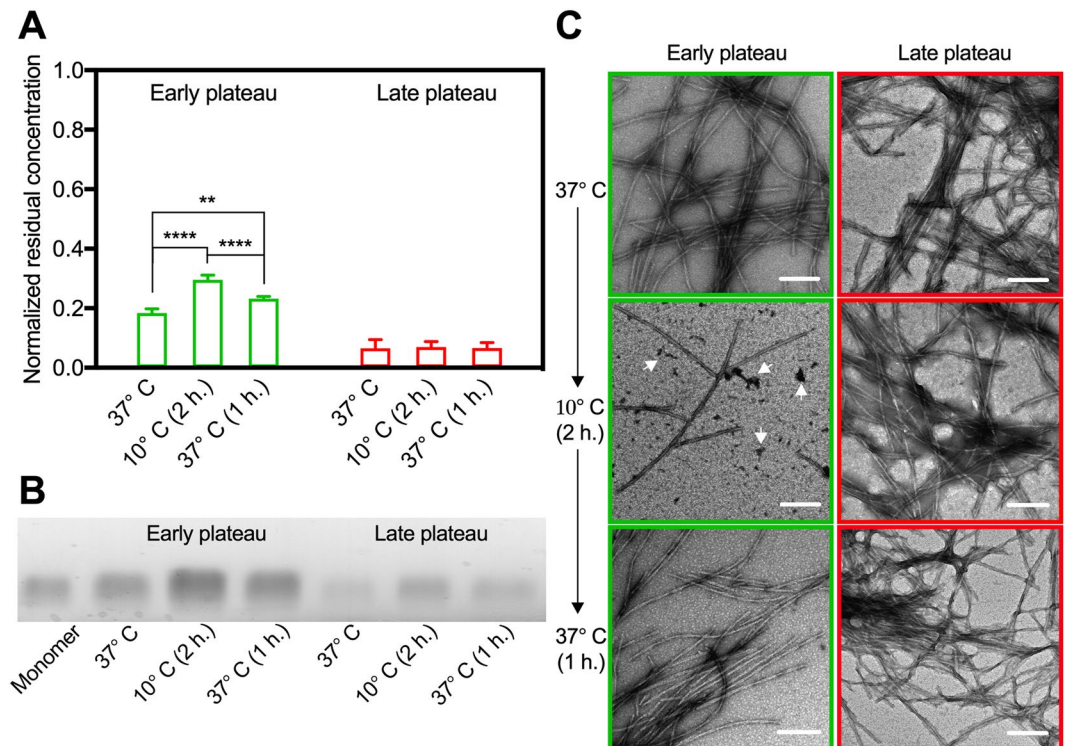 A
Normalized residual concentration
1.0
0.8
0.6
0.4
0.2
0.0
Early plateau
Late plateau
**
****
****
37° C
10° C (2 h.)
37° C (1 h.)
37° C
10° C (2 h.)
37° C (1 h.)
B
Early plateau
Late plateau
Monomer
37° C
10° C (2 h.)
37° C (1 h.)
37° C
10° C (2 h.)
37° C (1 h.)
C
Early plateau
Late plateau
37° C
10° C
(2 h.)
37° C
(1 h.)